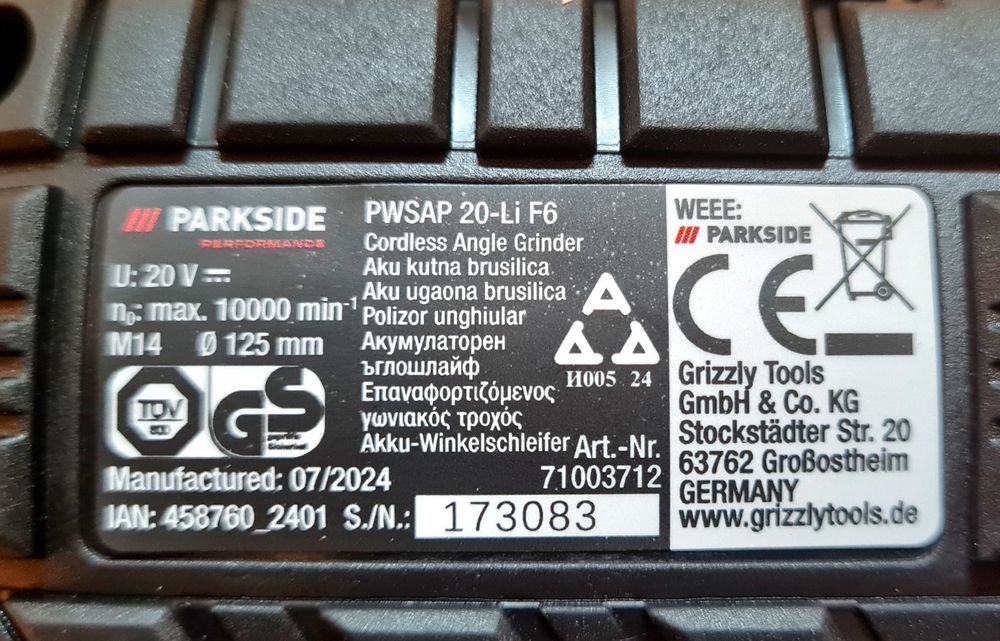 PARKSIDE
PERFORMANCE
U: 20 V
n₀: max. 10000 min⁻¹
M14 Ø 125 mm
TÜV
GS
Manufactured: 07/2024
IAN: 458760_2401 S./N.: 173083
PWSAP 20-Li F6
Cordless Angle Grinder
Aku kutna brusilica
Aku ugaona brusilica
Polizor unghiular
Акумулаторен
ъглошлайф
Επαναφορτιζόμενος
γωνιακός τροχός
Akku-Winkelschleifer
A
A A
И005 24
Art.-Nr.
71003712
WEEE:
PARKSIDE
CE
Grizzly Tools
GmbH & Co. KG
Stockstädter Str. 20
63762 Großostheim
GERMANY
www.grizzlytools.de